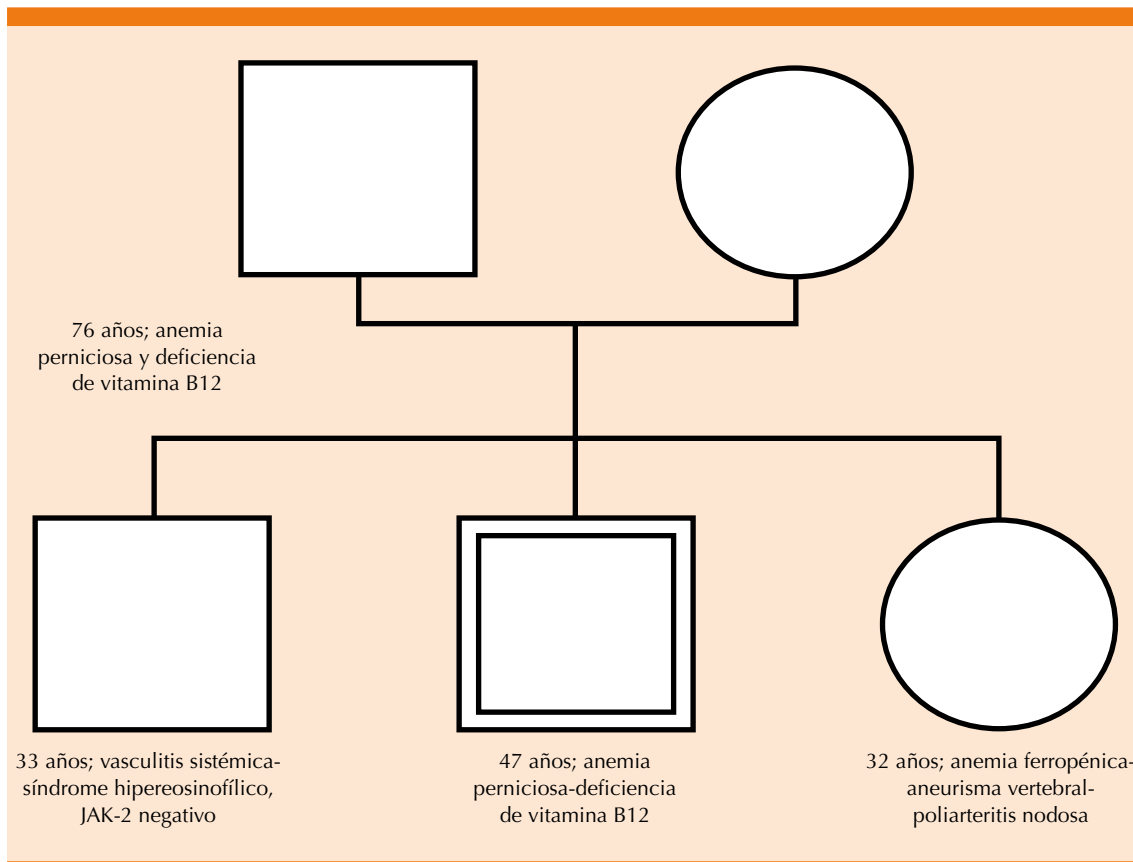 76 años; anemia
perniciosa y deficiencia
de vitamina B12
33 años; vasculitis sistémica-
síndrome hipereosinofílico,
JAK-2 negativo
47 años; anemia
perniciosa-deficiencia
de vitamina B12
32 años; anemia ferropénica-
aneurisma vertebral-
poliarteritis nodosa